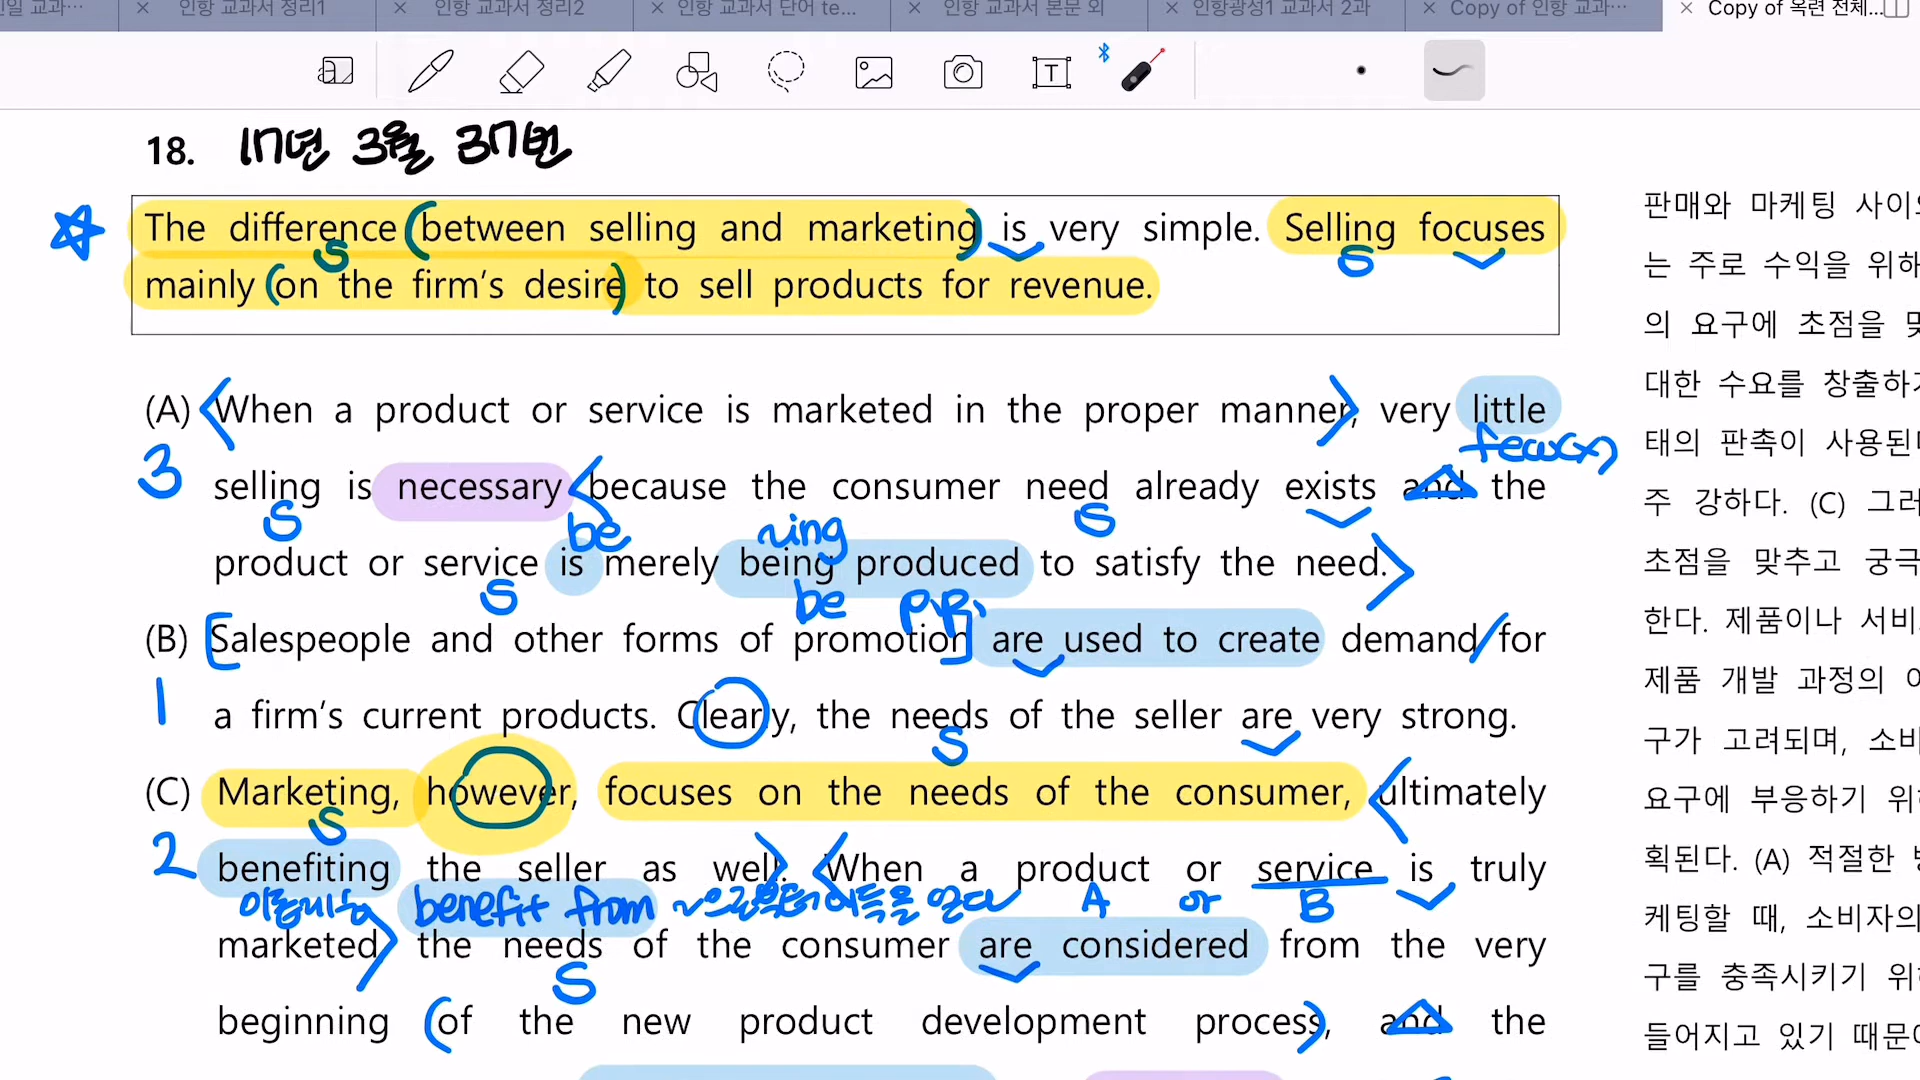 인일 교과…
인항 교과서 정리1
인항 교과서 정리2
인항 교과서 단어 te…
인항 교과서 본문 외
인항광성1 교과서 2과
Copy of 인항 교과…
Copy of 옥련 전체…
18. 17년 3월 37번
The difference (between selling and marketing) is very simple. Selling focuses
S S
mainly (on the firm's desire) to sell products for revenue.
(A) <When a product or service is marketed in the proper manner>, very little
few(x)
3 selling is necessary <because the consumer need already exists and the
S be ~ing S
product or service is merely being produced to satisfy the need.>
S be p.p.
(B) [Salespeople and other forms of promotion] are used to create demand/for
1 a firm's current products. Clearly, the needs of the seller are very strong.
S
(C) Marketing, however, focuses on the needs of the consumer, <ultimately
S
2 benefiting the seller as well.> <When a product or service is truly
benefit from ~으로부터 이득을 얻다 A or B
marketed> the needs of the consumer are considered from the very
S
beginning (of the new product development process), and the
판매와 마케팅 사이
는 주로 수익을 위해
의 요구에 초점을
대한 수요를 창출하
태의 판촉이 사용된
주 강하다. (C) 그러
초점을 맞추고 궁극
한다. 제품이나 서비
제품 개발 과정의
구가 고려되며, 소비
요구에 부응하기 위
획된다. (A) 적절한
케팅할 때, 소비자의
구를 충족시키기 위
들어지고 있기 때문